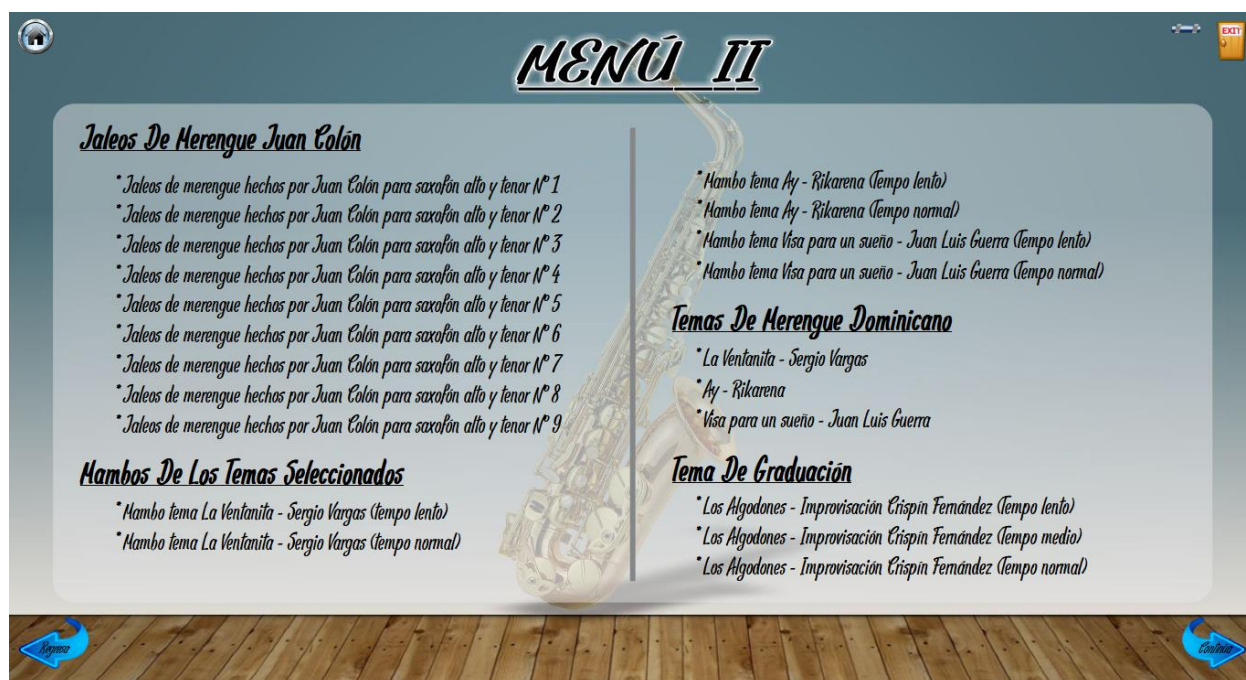 EXIT
MENÚ II
Jaleos De Merengue Juan Colón
* Jaleos de merengue hechos por Juan Colón para saxofón alto y tenor Nº 1
* Jaleos de merengue hechos por Juan Colón para saxofón alto y tenor Nº 2
* Jaleos de merengue hechos por Juan Colón para saxofón alto y tenor Nº 3
* Jaleos de merengue hechos por Juan Colón para saxofón alto y tenor Nº 4
* Jaleos de merengue hechos por Juan Colón para saxofón alto y tenor Nº 5
* Jaleos de merengue hechos por Juan Colón para saxofón alto y tenor Nº 6
* Jaleos de merengue hechos por Juan Colón para saxofón alto y tenor Nº 7
* Jaleos de merengue hechos por Juan Colón para saxofón alto y tenor Nº 8
* Jaleos de merengue hechos por Juan Colón para saxofón alto y tenor Nº 9
Mambos De Los Temas Seleccionados
* Mambo tema La Ventanita - Sergio Vargas (tempo lento)
* Mambo tema La Ventanita - Sergio Vargas (tempo normal)
* Mambo tema Ay - Rikarena (Tempo lento)
* Mambo tema Ay - Rikarena (Tempo normal)
* Mambo tema Visa para un sueño - Juan Luis Guerra (Tempo lento)
* Mambo tema Visa para un sueño - Juan Luis Guerra (Tempo normal)
Temas De Merengue Dominicano
* La Ventanita - Sergio Vargas
* Ay - Rikarena
* Visa para un sueño - Juan Luis Guerra
Tema De Graduación
* Los Algodones - Improvisación Crispín Fernández (Tempo lento)
* Los Algodones - Improvisación Crispín Fernández (Tempo medio)
* Los Algodones - Improvisación Crispín Fernández (Tempo normal)
Regresa
Continúa